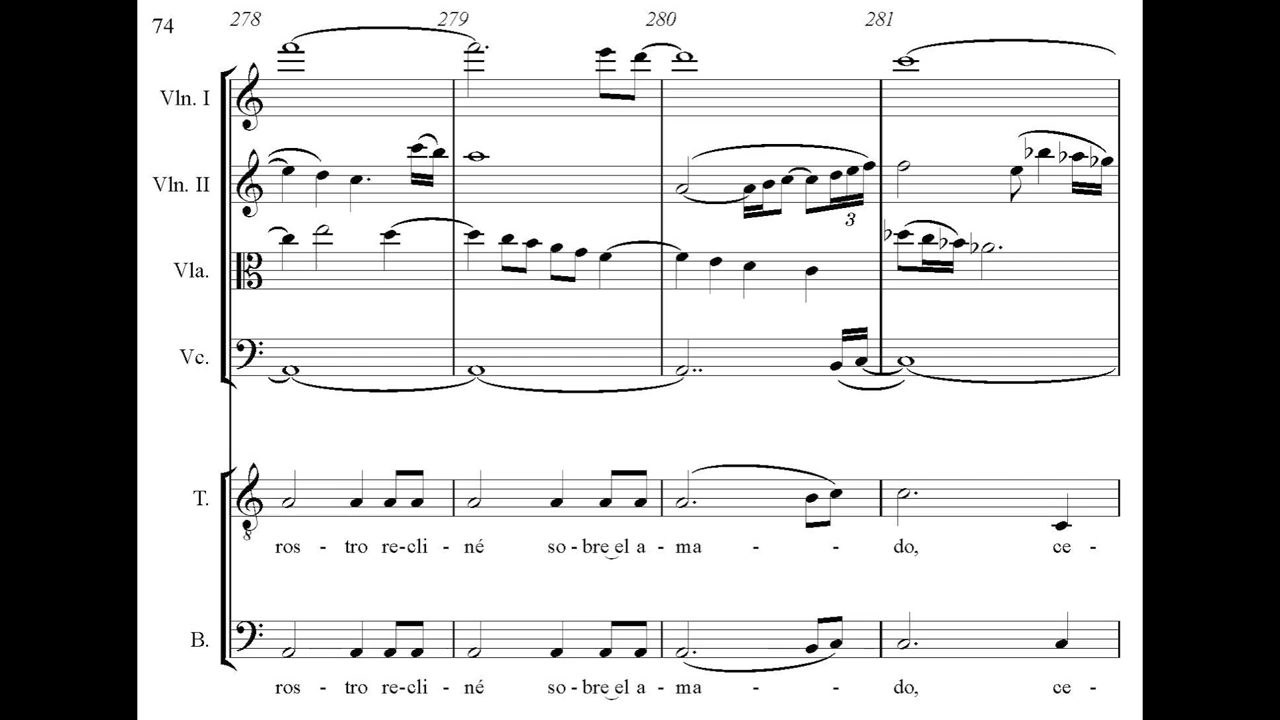 74
278 279 280 281
Vln. I
Vln. II
3
Vla.
Vc.
T.
ros - tro re-cli - né so-bre‿el a - ma - - do, ce -
B.
ros - tro re-cli - né so-bre‿el a - ma - - do, ce -